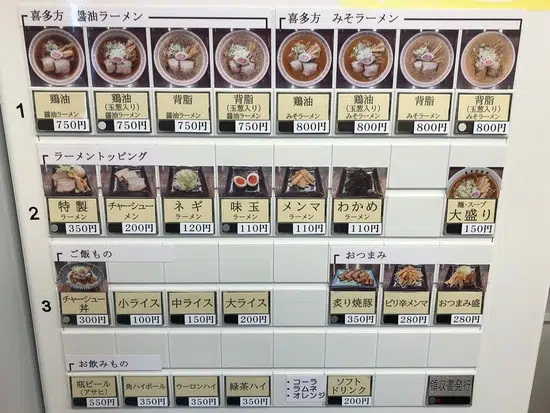 喜多方 醤油ラーメン
喜多方 みそラーメン
1
鶏油
醤油ラーメン
750円
鶏油
(玉葱入り)
醤油ラーメン
750円
背脂
醤油ラーメン
750円
背脂
(玉葱入り)
醤油ラーメン
750円
鶏油
みそラーメン
800円
鶏油
(玉葱入り)
みそラーメン
800円
背脂
みそラーメン
800円
背脂
(玉葱入り)
みそラーメン
800円
ラーメントッピング
2
特製
ラーメン
350円
チャーシュー
メン
200円
ネギ
ラーメン
120円
味玉
ラーメン
110円
メンマ
ラーメン
110円
わかめ
ラーメン
110円
麺・スープ
大盛り
150円
ご飯もの
おつまみ
3
チャーシュー
丼
300円
小ライス
100円
中ライス
150円
大ライス
200円
炙り焼豚
350円
ピリ辛メンマ
280円
おつまみ盛
280円
お飲みもの
瓶ビール
(アサヒ)
550円
角ハイボール
350円
ウーロンハイ
350円
緑茶ハイ
350円
・コーラ
・ラムネ
・オレンジ
ソフト
ドリンク
200円
領収書発行